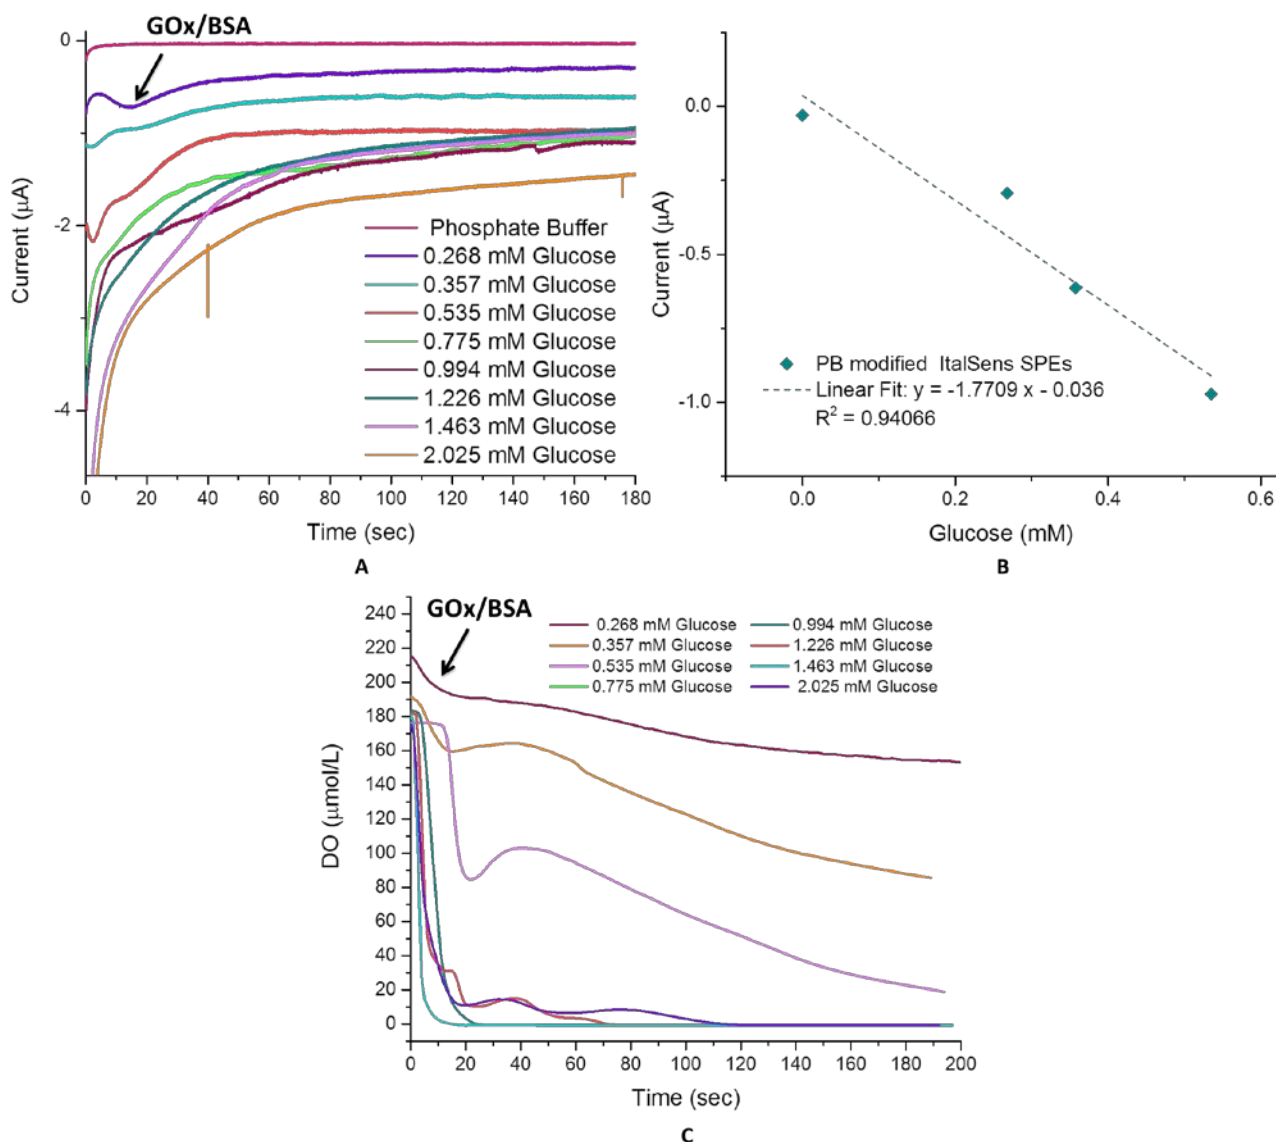 GOx/BSA
0
-2
-4
Current (μA)
Phosphate Buffer
0.268 mM Glucose
0.357 mM Glucose
0.535 mM Glucose
0.775 mM Glucose
0.994 mM Glucose
1.226 mM Glucose
1.463 mM Glucose
2.025 mM Glucose
0 20 40 60 80 100 120 140 160 180
Time (sec)
A
0.0
-0.5
-1.0
Current (μA)
PB modified ItalSens SPEs
Linear Fit: y = -1.7709 x - 0.036
R² = 0.94066
0.0 0.2 0.4 0.6
Glucose (mM)
B
GOx/BSA
240
220
200
180
160
140
120
100
80
60
40
20
0
DO (μmol/L)
0.268 mM Glucose 0.994 mM Glucose
0.357 mM Glucose 1.226 mM Glucose
0.535 mM Glucose 1.463 mM Glucose
0.775 mM Glucose 2.025 mM Glucose
0 20 40 60 80 100 120 140 160 180 200
Time (sec)
C